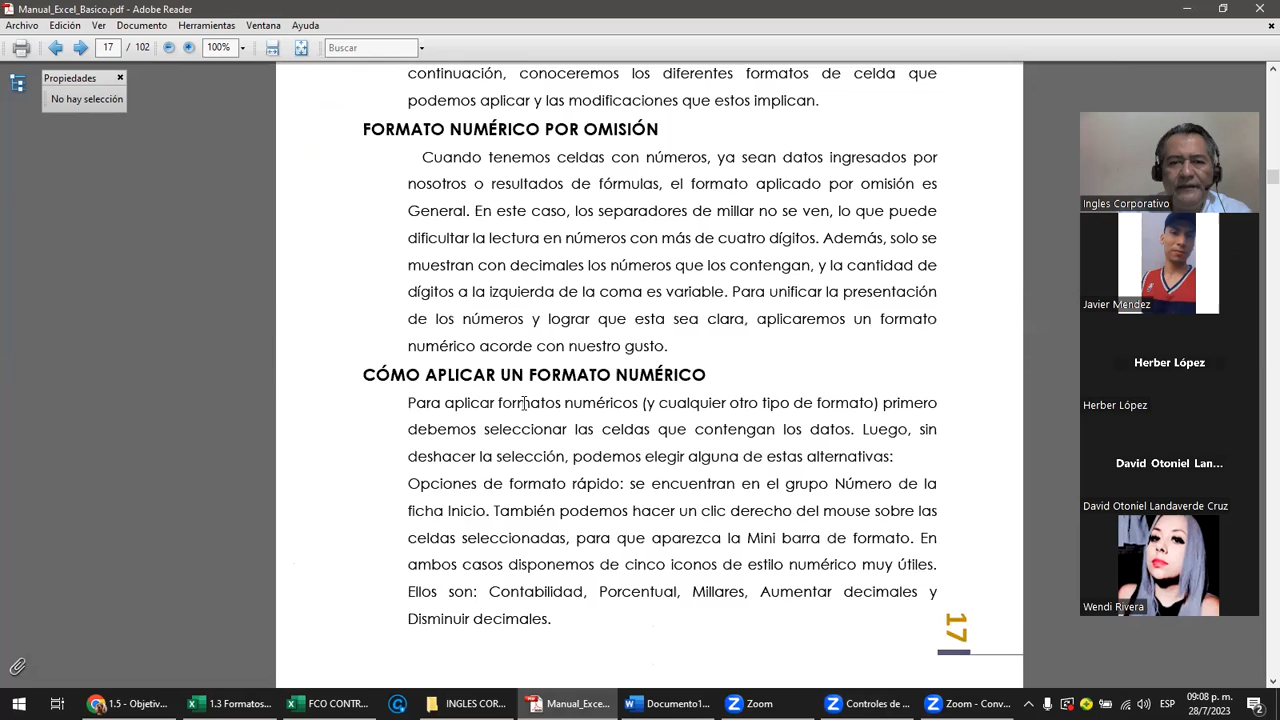 Manual_Excel_Basico.pdf - Adobe Reader
Archivo Edición Ver Documento Herramientas Ventana Ayuda
17 / 102 100% Buscar
Propiedades
No hay selección
continuación, conoceremos los diferentes formatos de celda que
podemos aplicar y las modificaciones que estos implican.
FORMATO NUMÉRICO POR OMISIÓN
Cuando tenemos celdas con números, ya sean datos ingresados por
nosotros o resultados de fórmulas, el formato aplicado por omisión es
General. En este caso, los separadores de millar no se ven, lo que puede
dificultar la lectura en números con más de cuatro dígitos. Además, solo se
muestran con decimales los números que los contengan, y la cantidad de
dígitos a la izquierda de la coma es variable. Para unificar la presentación
de los números y lograr que esta sea clara, aplicaremos un formato
numérico acorde con nuestro gusto.
CÓMO APLICAR UN FORMATO NUMÉRICO
Para aplicar formatos numéricos (y cualquier otro tipo de formato) primero
debemos seleccionar las celdas que contengan los datos. Luego, sin
deshacer la selección, podemos elegir alguna de estas alternativas:
Opciones de formato rápido: se encuentran en el grupo Número de la
ficha Inicio. También podemos hacer un clic derecho del mouse sobre las
celdas seleccionadas, para que aparezca la Mini barra de formato. En
ambos casos disponemos de cinco iconos de estilo numérico muy útiles.
Ellos son: Contabilidad, Porcentual, Millares, Aumentar decimales y
Disminuir decimales.
17
Ingles Corporativo
Javier Mendez
Herber López
Herber López
David Otoniel Lan...
David Otoniel Landaverde Cruz
Wendi Rivera
1.5 - Objetiv... 1.3 Formatos... FCO CONTR... INGLES COR... Manual_Exce... Documento1... Zoom Controles de ... Zoom - Conv... ESP 09:08 p. m.
28/7/2023
2